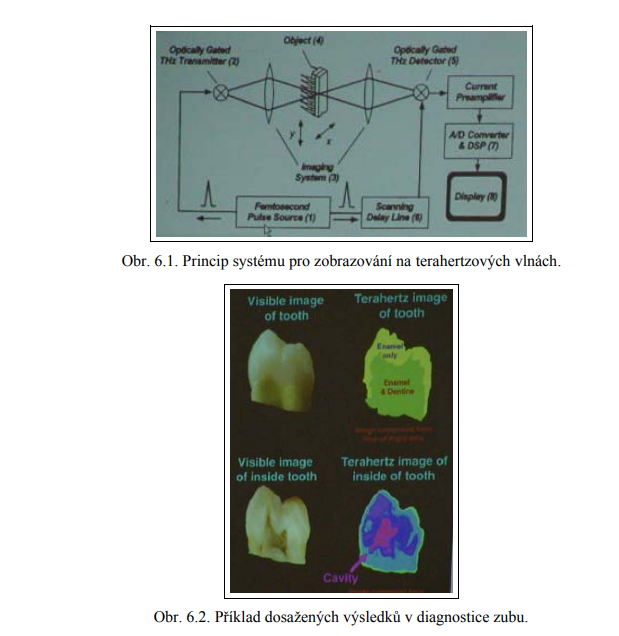 Object (4)
Optically Gated
THz Transmitter (2)
Optically Gated
THz Detector (5)
Current
Preamplifier
A/D Converter
& DSP (7)
y
x
Imaging
System (3)
Display (8)
Femtosecond
Pulse Source (1)
Scanning
Delay Line (6)
Obr. 6.1. Princip systému pro zobrazování na terahertzových vlnách.
Visible image
of tooth
Terahertz image
of tooth
Enamel
only
Enamel
& Dentine
Visible image
of inside tooth
Terahertz image of
inside of tooth
Cavity
Obr. 6.2. Příklad dosažených výsledků v diagnostice zubu.